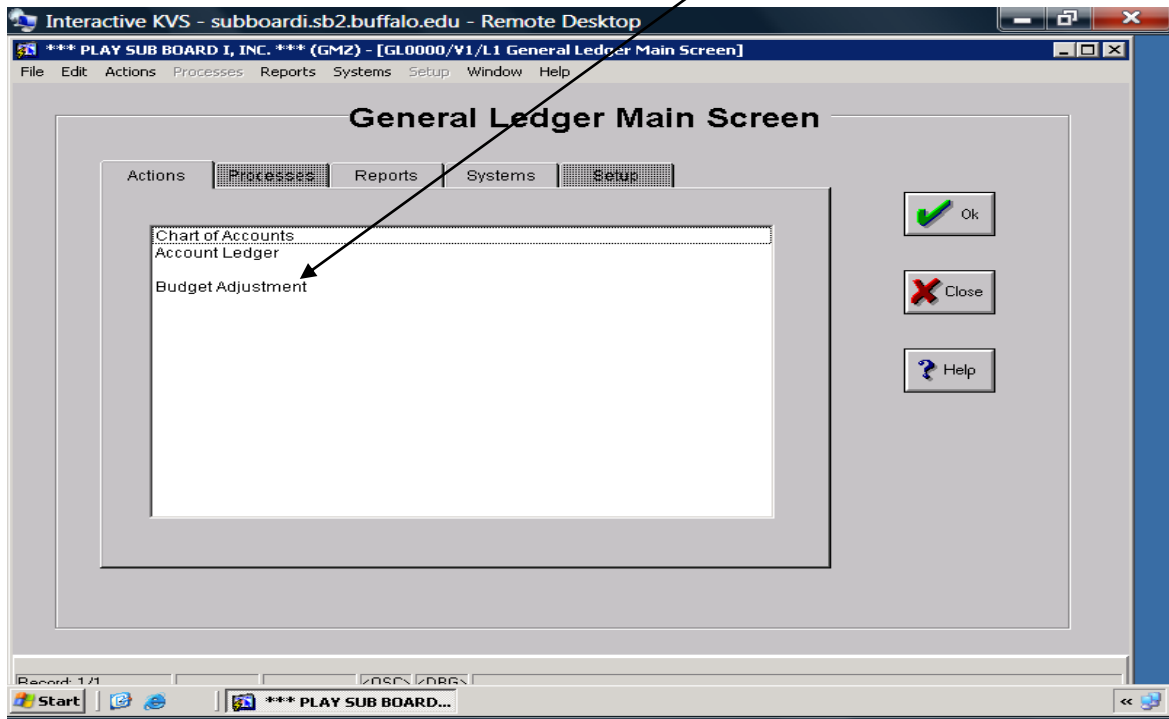 Interactive KVS - subboardi.sb2.buffalo.edu - Remote Desktop
*** PLAY SUB BOARD I, INC. *** (GMZ) - [GL0000/V1/L1 General Ledger Main Screen]
File Edit Actions Processes Reports Systems Setup Window Help
General Ledger Main Screen
Actions Processes Reports Systems Setup
Ok
Chart of Accounts
Account Ledger
Budget Adjustment
Close
Help
Record: 1/1 <OSC> <DBG>
Start *** PLAY SUB BOARD... «